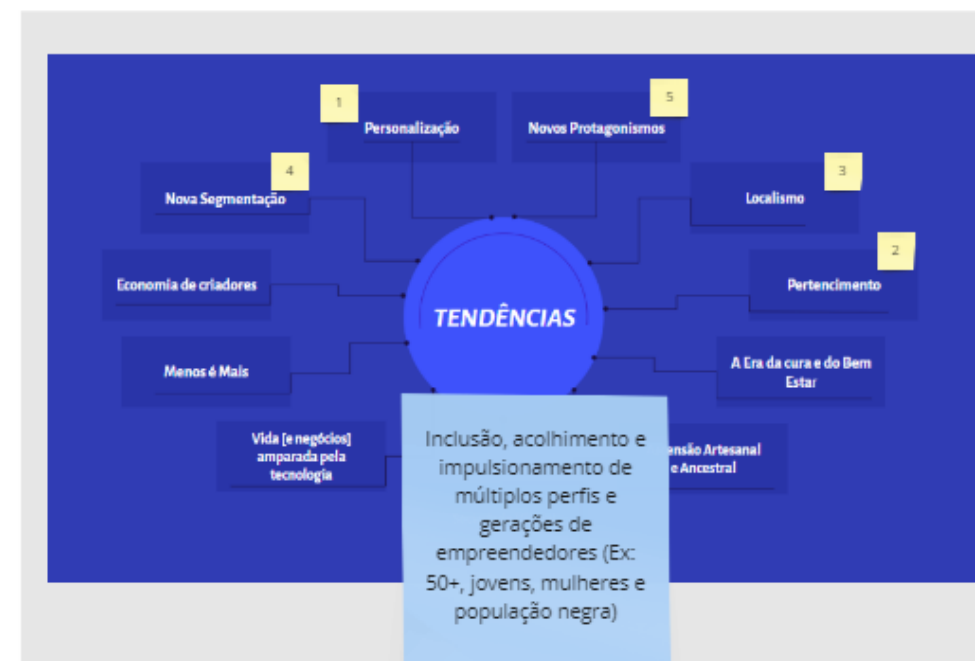 1
Personalização
5
Novos Protagonismos
4
Nova Segmentação
3
Localismo
2
Pertencimento
Economia de criadores
TENDÊNCIAS
Menos é Mais
A Era da cura e do Bem
Estar
Vida [e negócios]
amparada pela
tecnologia
Artesanal
e Ancestral
Inclusão, acolhimento e
impulsionamento de
múltiplos perfis e
gerações de
empreendedores (Ex:
50+, jovens, mulheres e
população negra)